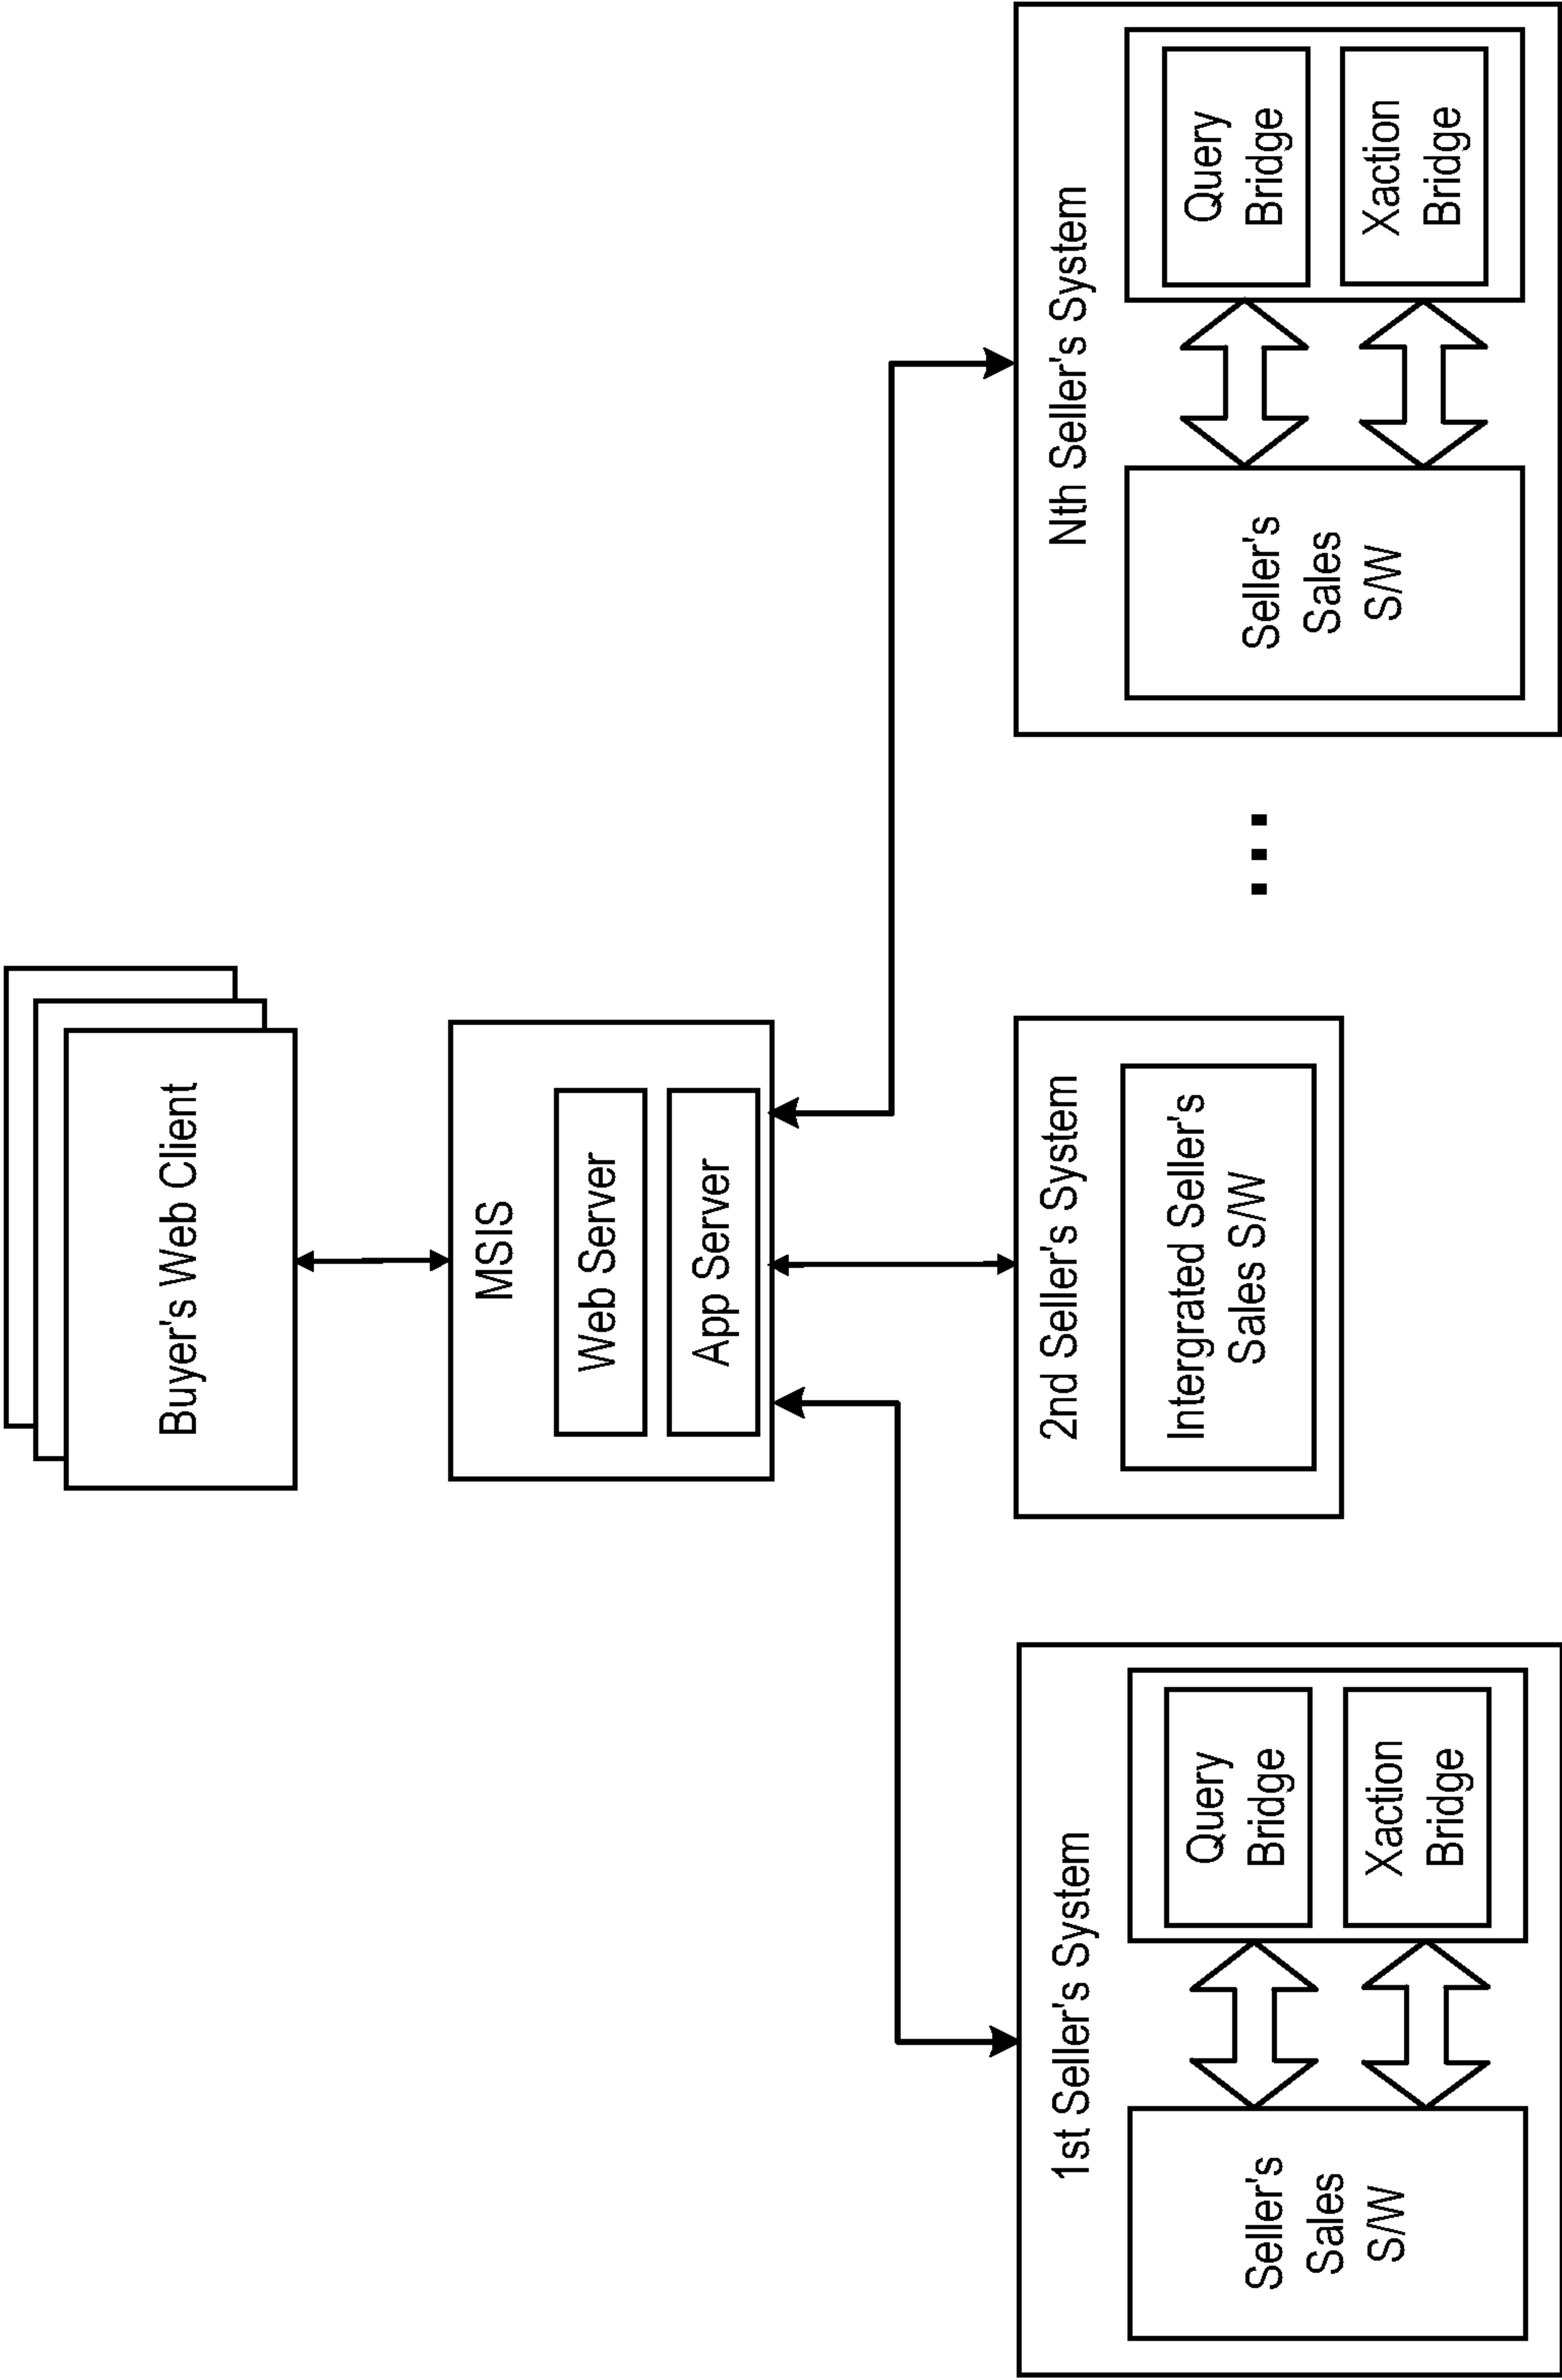 Buyer's Web Client
MSIS
Web Server
App Server
1st Seller's System
Seller's
Sales
S/W
Query
Bridge
Xaction
Bridge
2nd Seller's System
Intergrated Seller's
Sales S/W
...
Nth Seller's System
Seller's
Sales
S/W
Query
Bridge
Xaction
Bridge